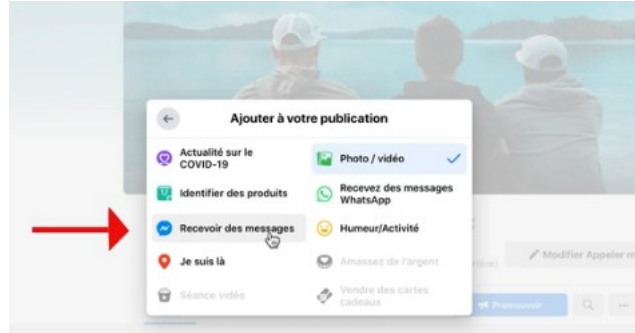 Ajouter à votre publication
Actualité sur le
COVID-19
Photo / vidéo
Identifier des produits
Recevez des messages
WhatsApp
Recevoir des messages
Humeur/Activité
Je suis là
Amassez de l'argent
Modifier Appeler m
Séance vidéo
Vendre des cartes
cadeaux
Promouvoir